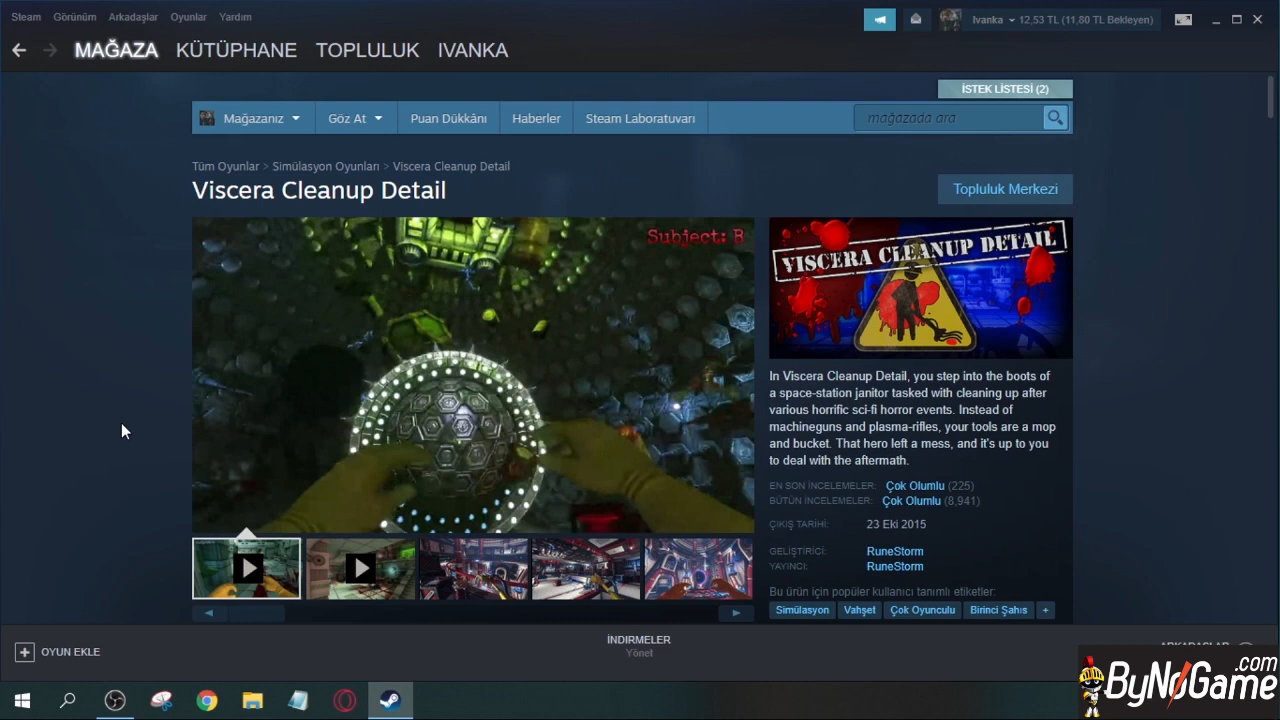 Steam Görünüm Arkadaşlar Oyunlar Yardım
Ivanka 12,53 TL (11,80 TL Bekleyen)
MAĞAZA KÜTÜPHANE TOPLULUK IVANKA
İSTEK LİSTESİ (2)
Mağazanız Göz At Puan Dükkânı Haberler Steam Laboratuvarı
mağazada ara
Tüm Oyunlar > Simülasyon Oyunları > Viscera Cleanup Detail
Viscera Cleanup Detail
Topluluk Merkezi
Subject: B
VISCERA CLEANUP DETAIL
In Viscera Cleanup Detail, you step into the boots of
a space-station janitor tasked with cleaning up after
various horrific sci-fi horror events. Instead of
machineguns and plasma-rifles, your tools are a mop
and bucket. That hero left a mess, and it's up to you
to deal with the aftermath.
EN SON İNCELEMELER: Çok Olumlu (225)
BÜTÜN İNCELEMELER: Çok Olumlu (8,941)
ÇIKIŞ TARİHİ: 23 Eki 2015
GELİŞTİRİCİ: RuneStorm
YAYINCI: RuneStorm
Bu ürün için popüler kullanıcı tanımlı etiketler:
Simülasyon Vahşet Çok Oyunculu Birinci Şahıs +
OYUN EKLE
İNDİRMELER
Yönet
ByNoGame.com